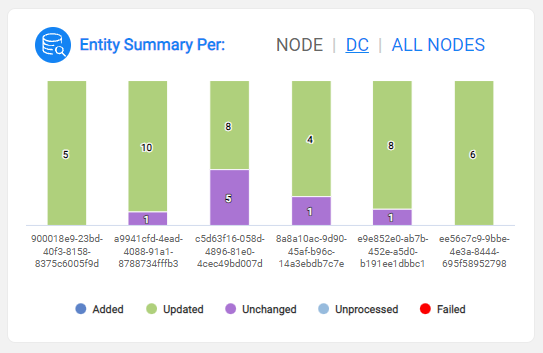 Entity Summary Per:
NODE | DC | ALL NODES
5 10 8 4 8 6
1 5 1 1
900018e9-23bd- a9941cfd-4ead- c5d63f16-058d- 8a8a10ac-9d90- e9e852e0-ab7b- ee56c7c9-9bbe-
40f3-8158- 4088-91a1- 4896-81e0- 45af-b96c- 452e-a5d0- 4e3a-8444-
8375c6005f9d 8788734fffb3 4cec49bd007d 14a3ebdb7c7e b191ee1dbbc1 695f58952798
Added Updated Unchanged Unprocessed Failed